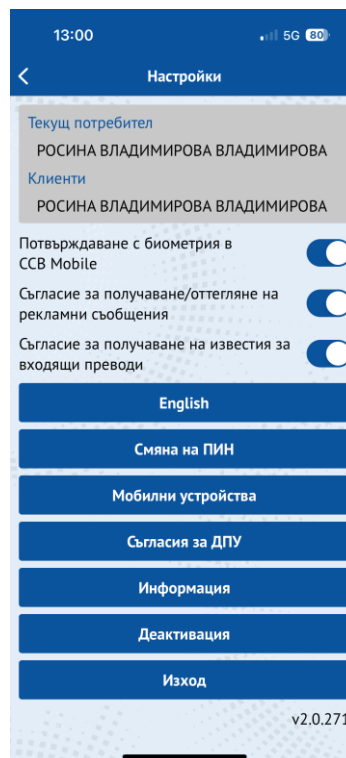 13:00 5G 80
Настройки
Текущ потребител
РОСИНА ВЛАДИМИРОВА ВЛАДИМИРОВА
Клиенти
РОСИНА ВЛАДИМИРОВА ВЛАДИМИРОВА
Потвърждаване с биометрия в
CCB Mobile
Съгласие за получаване/оттегляне на
рекламни съобщения
Съгласие за получаване на известия за
входящи преводи
English
Смяна на ПИН
Мобилни устройства
Съгласия за ДПУ
Информация
Деактивация
Изход
v2.0.271